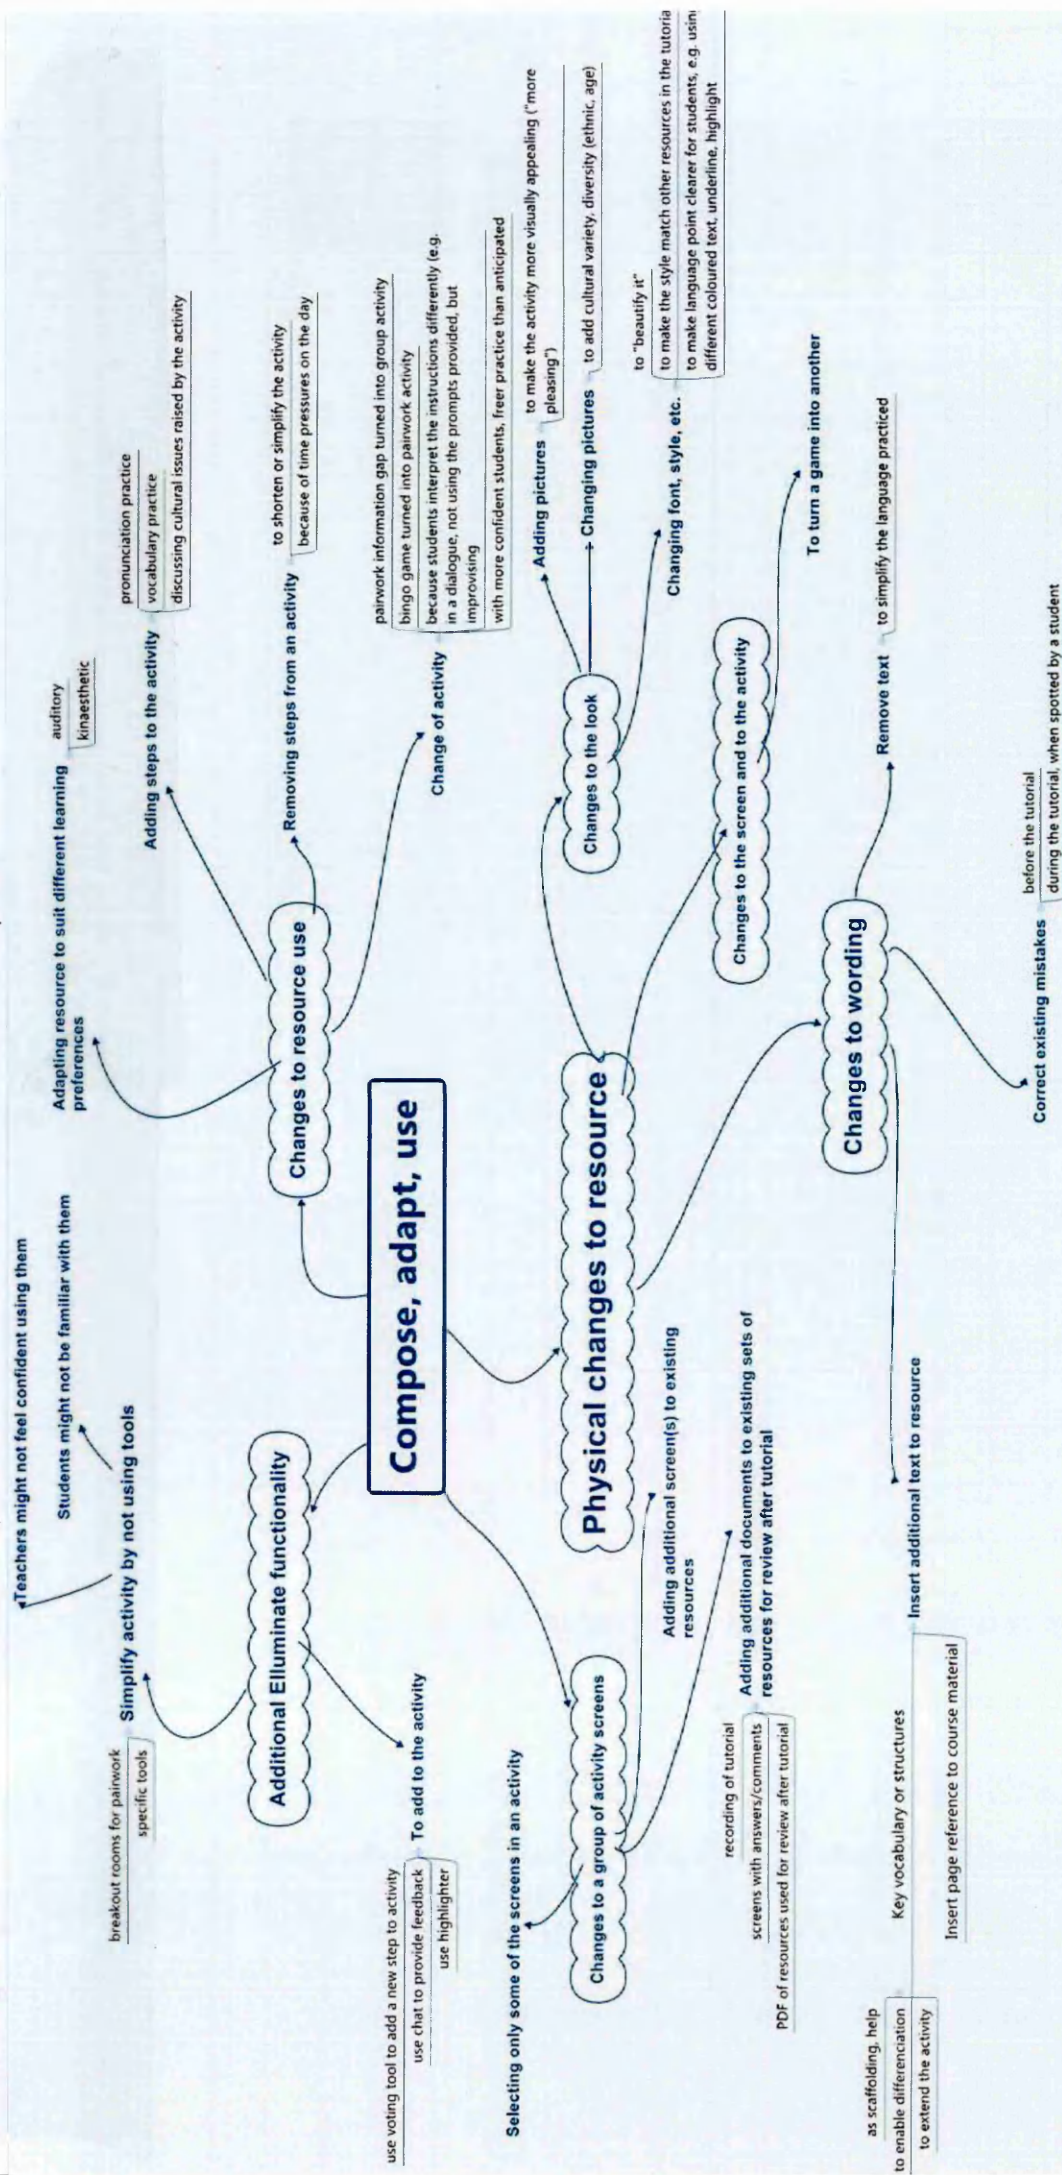 Teachers might not feel confident using them
Students might not be familiar with them
Simplify activity by not using tools
breakout rooms for pairwork
specific tools
Additional Elluminate functionality
To add to the activity
use voting tool to add a new step to activity
use chat to provide feedback
use highlighter
Compose, adapt, use
Changes to resource use
Adapting resource to suit different learning
preferences
auditory
kinaesthetic
Adding steps to the activity
pronunciation practice
vocabulary practice
discussing cultural issues raised by the activity
Removing steps from an activity
to shorten or simplify the activity
because of time pressures on the day
Change of activity
pairwork information gap turned into group activity
bingo game turned into pairwork activity
because students interpret the instructions differently (e.g.
in a dialogue, not using the prompts provided, but
improvising
with more confident students, freer practice than anticipated
Physical changes to resource
Changes to the look
Adding pictures
to make the activity more visually appealing ("more
pleasing")
Changing pictures
to add cultural variety, diversity (ethnic, age)
Changing font, style, etc.
to "beautify it"
to make the style match other resources in the tutoria
to make language point clearer for students, e.g. usin
different coloured text, underline, highlight
Changes to the screen and to the activity
To turn a game into another
Changes to wording
Remove text
to simplify the language practiced
Correct existing mistakes
before the tutorial
during the tutorial, when spotted by a student
Insert additional text to resource
Key vocabulary or structures
as scaffolding, help
to enable differenciation
to extend the activity
Insert page reference to course material
Changes to a group of activity screens
Selecting only some of the screens in an activity
Adding additional screen(s) to existing
resources
Adding additional documents to existing sets of
resources for review after tutorial
recording of tutorial
screens with answers/comments
PDF of resources used for review after tutorial